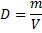 D = m/V